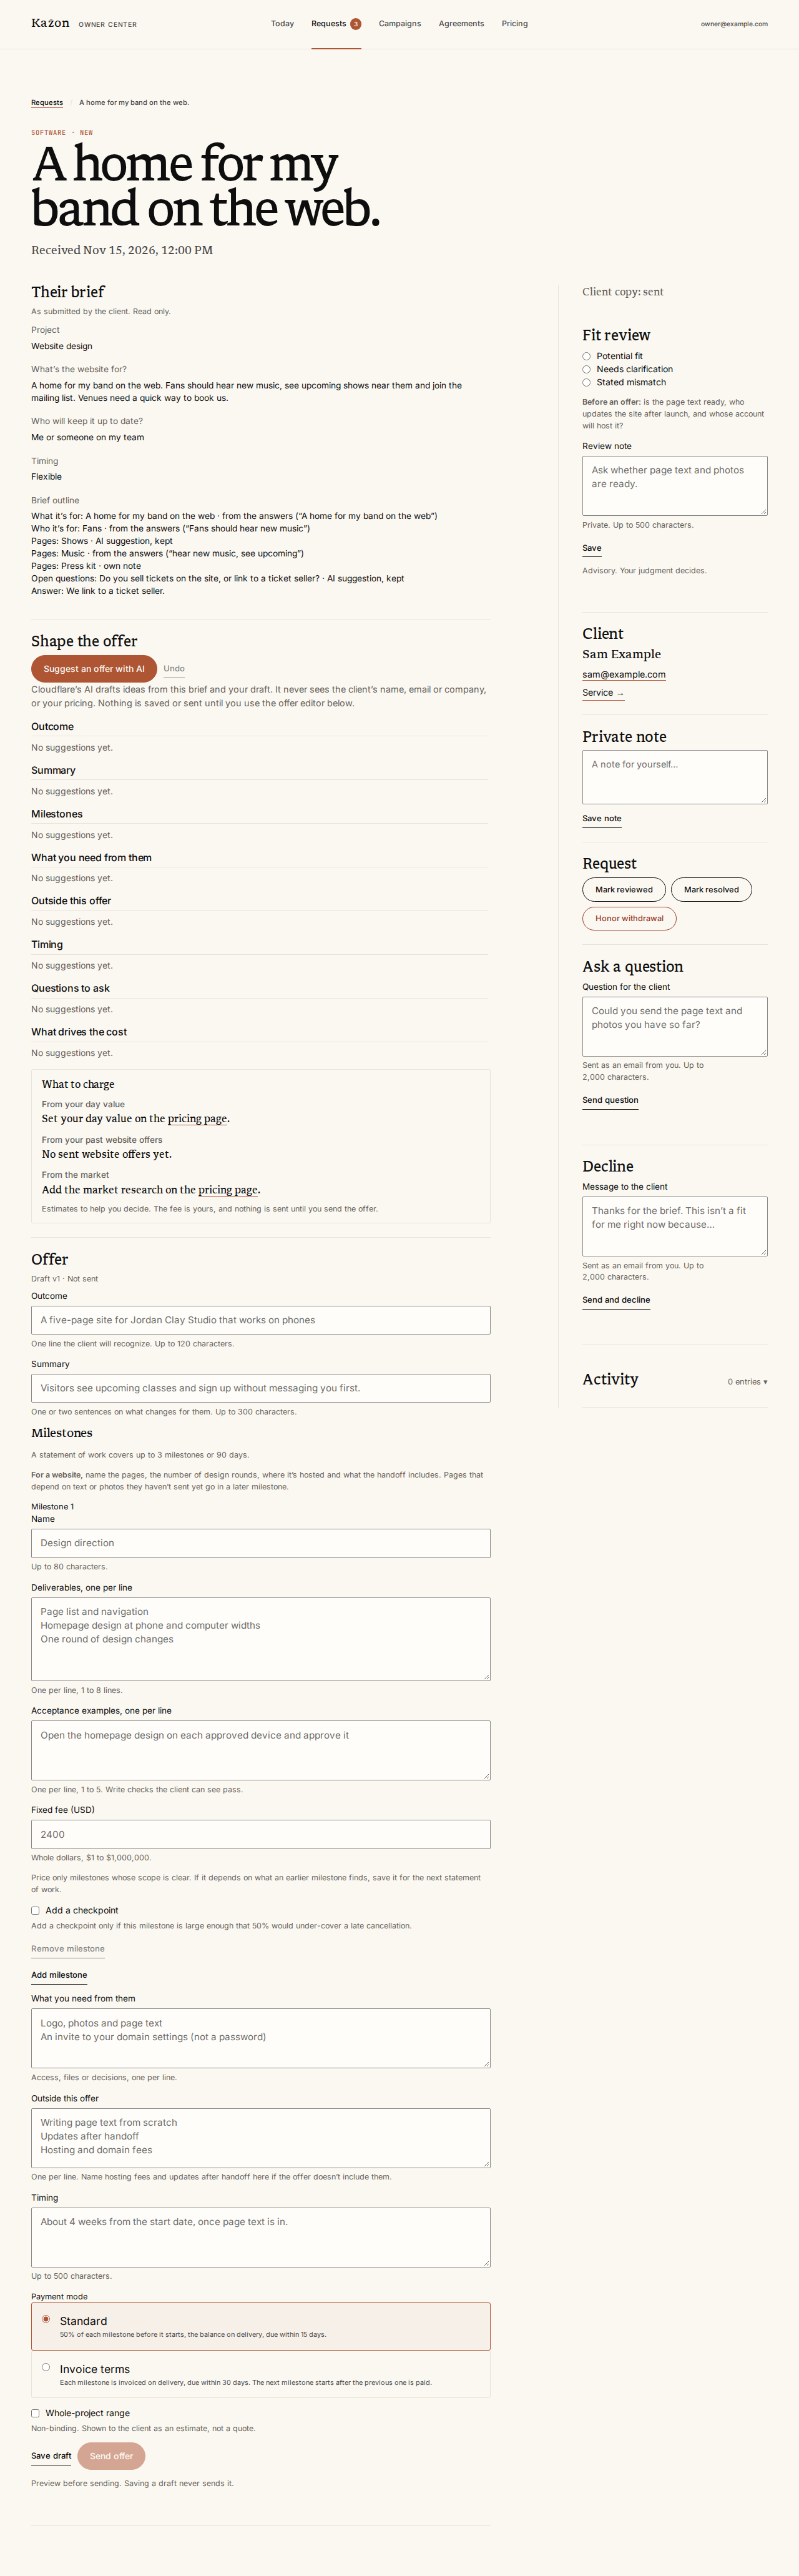 Kazon OWNER CENTER
Today
Requests 3
Campaigns
Agreements
Pricing
owner@example.com
Requests
A home for my band on the web.
SOFTWARE · NEW
A home for my
band on the web.
Received Nov 15, 2026, 12:00 PM
Their brief
As submitted by the client. Read only.
Project
Website design
What's the website for?
A home for my band on the web. Fans should hear new music, see upcoming shows near them and join the
mailing list. Venues need a quick way to book us.
Who will keep it up to date?
Me or someone on my team
Timing
Flexible
Brief outline
What it's for: A home for my band on the web · from the answers (“A home for my band on the web”)
Who it's for: Fans · from the answers (“Fans should hear new music”)
Pages: Shows · AI suggestion, kept
Pages: Music · from the answers (“hear new music, see upcoming”)
Pages: Press kit · own note
Open questions: Do you sell tickets on the site, or link to a ticket seller? · AI suggestion, kept
Answer: We link to a ticket seller.
Shape the offer
Suggest an offer with AI
Undo
Cloudflare's AI drafts ideas from this brief and your draft. It never sees the client's name, email or company,
or your pricing. Nothing is saved or sent until you use the offer editor below.
Outcome
No suggestions yet.
Summary
No suggestions yet.
Milestones
No suggestions yet.
What you need from them
No suggestions yet.
Outside this offer
No suggestions yet.
Timing
No suggestions yet.
Questions to ask
No suggestions yet.
What drives the cost
No suggestions yet.
What to charge
From your day value
Set your day value on the pricing page.
From your past website offers
No sent website offers yet.
From the market
Add the market research on the pricing page.
Estimates to help you decide. The fee is yours, and nothing is sent until you send the offer.
Offer
Draft v1 · Not sent
Outcome
A five-page site for Jordan Clay Studio that works on phones
One line the client will recognize. Up to 120 characters.
Summary
Visitors see upcoming classes and sign up without messaging you first.
One or two sentences on what changes for them. Up to 300 characters.
Milestones
A statement of work covers up to 3 milestones or 90 days.
For a website, name the pages, the number of design rounds, where it's hosted and what the handoff includes. Pages that
depend on text or photos they haven't sent yet go in a later milestone.
Milestone 1
Name
Design direction
Up to 80 characters.
Deliverables, one per line
Page list and navigation
Homepage design at phone and computer widths
One round of design changes
One per line, 1 to 8 lines.
Acceptance examples, one per line
Open the homepage design on each approved device and approve it
One per line, 1 to 5. Write checks the client can see pass.
Fixed fee (USD)
2400
Whole dollars, $1 to $1,000,000.
Price only milestones whose scope is clear. If it depends on what an earlier milestone finds, save it for the next statement
of work.
Add a checkpoint
Add a checkpoint only if this milestone is large enough that 50% would under-cover a late cancellation.
Remove milestone
Add milestone
What you need from them
Logo, photos and page text
An invite to your domain settings (not a password)
Access, files or decisions, one per line.
Outside this offer
Writing page text from scratch
Updates after handoff
Hosting and domain fees
One per line. Name hosting fees and updates after handoff here if the offer doesn't include them.
Timing
About 4 weeks from the start date, once page text is in.
Up to 500 characters.
Payment mode
Standard
50% of each milestone before it starts, the balance on delivery, due within 15 days.
Invoice terms
Each milestone is invoiced on delivery, due within 30 days. The next milestone starts after the previous one is paid.
Whole-project range
Non-binding. Shown to the client as an estimate, not a quote.
Save draft
Send offer
Preview before sending. Saving a draft never sends it.
Client copy: sent
Fit review
Potential fit
Needs clarification
Stated mismatch
Before an offer: is the page text ready, who
updates the site after launch, and whose account
will host it?
Review note
Ask whether page text and photos
are ready.
Private. Up to 500 characters.
Save
Advisory. Your judgment decides.
Client
Sam Example
sam@example.com
Service →
Private note
A note for yourself…
Save note
Request
Mark reviewed
Mark resolved
Honor withdrawal
Ask a question
Question for the client
Could you send the page text and
photos you have so far?
Sent as an email from you. Up to
2,000 characters.
Send question
Decline
Message to the client
Thanks for the brief. This isn't a fit
for me right now because…
Sent as an email from you. Up to
2,000 characters.
Send and decline
Activity
0 entries ▾